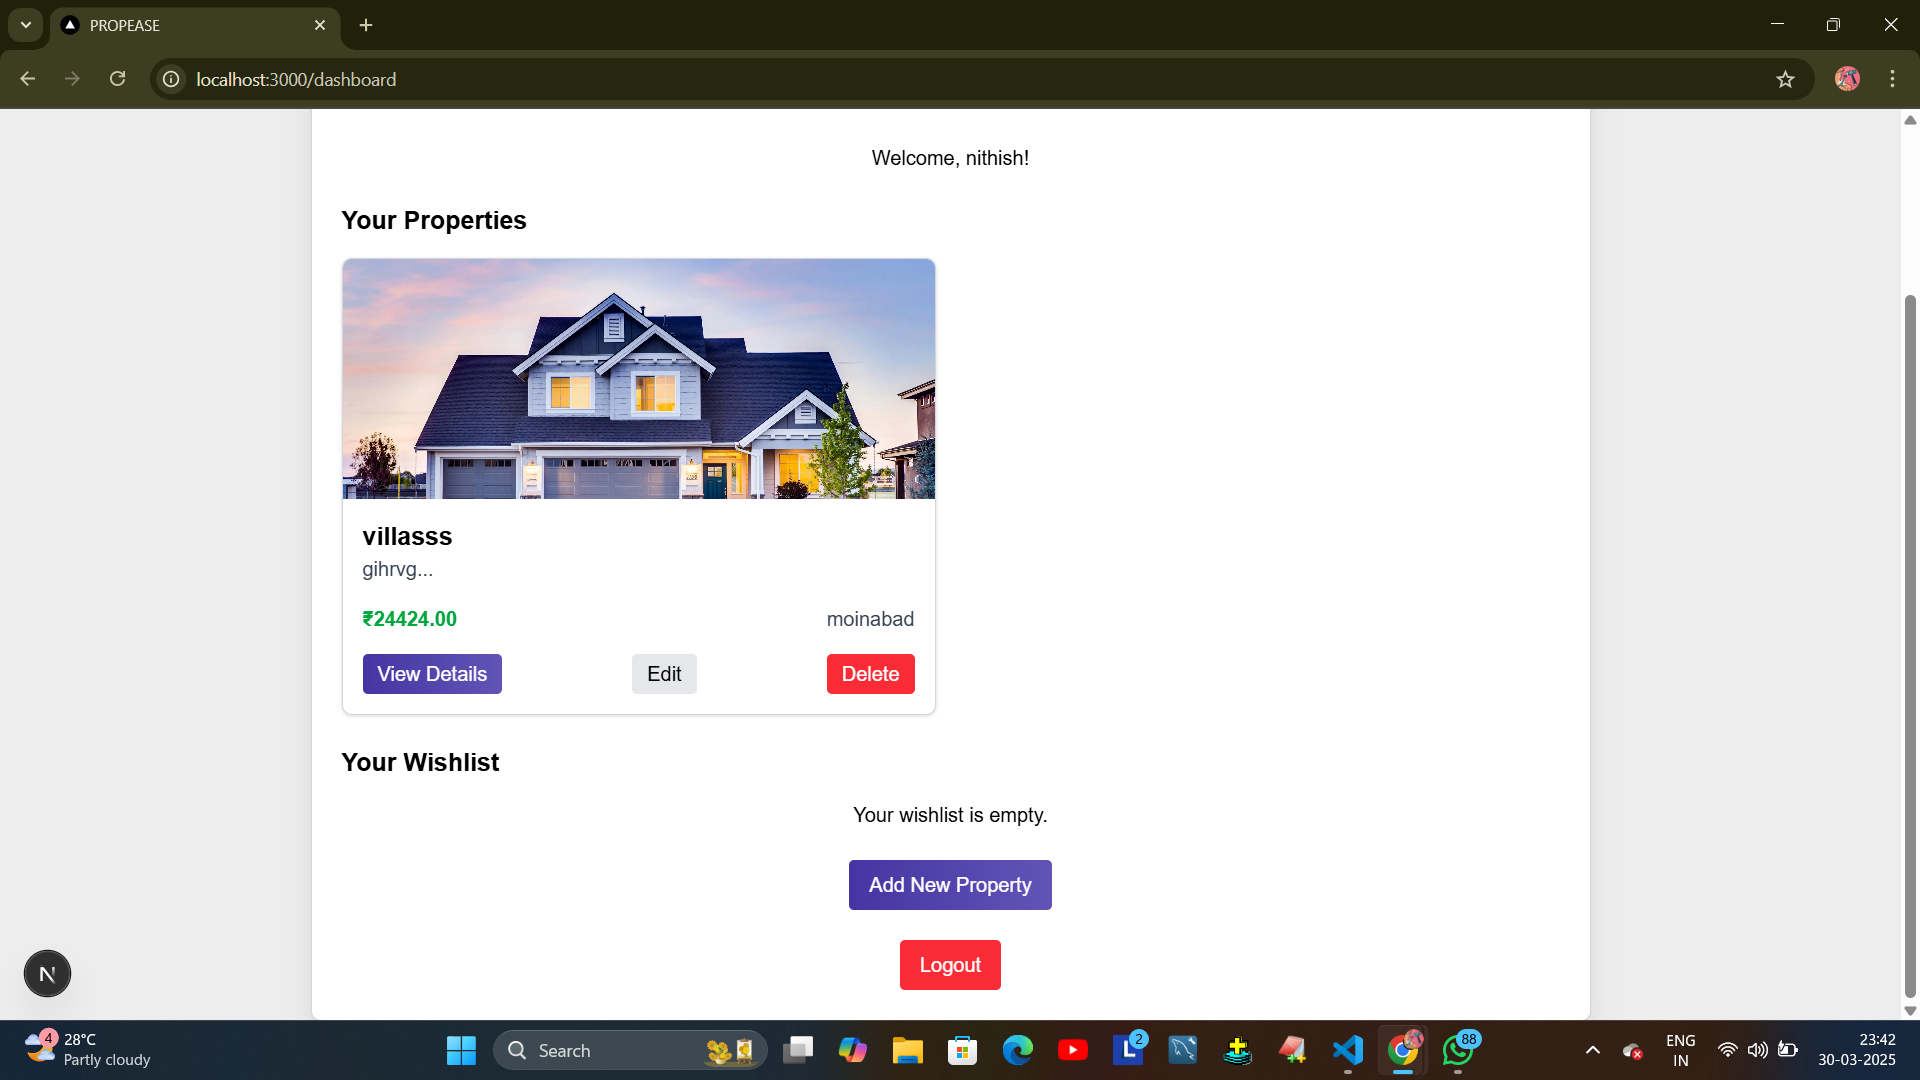 PROPEASE
localhost:3000/dashboard
Welcome, nithish!
Your Properties
villasss
gihrvg...
₹24424.00
moinabad
View Details
Edit
Delete
Your Wishlist
Your wishlist is empty.
Add New Property
Logout
N
4
28°C
Partly cloudy
Search
L
2
88
ENG
IN
23:42
30-03-2025